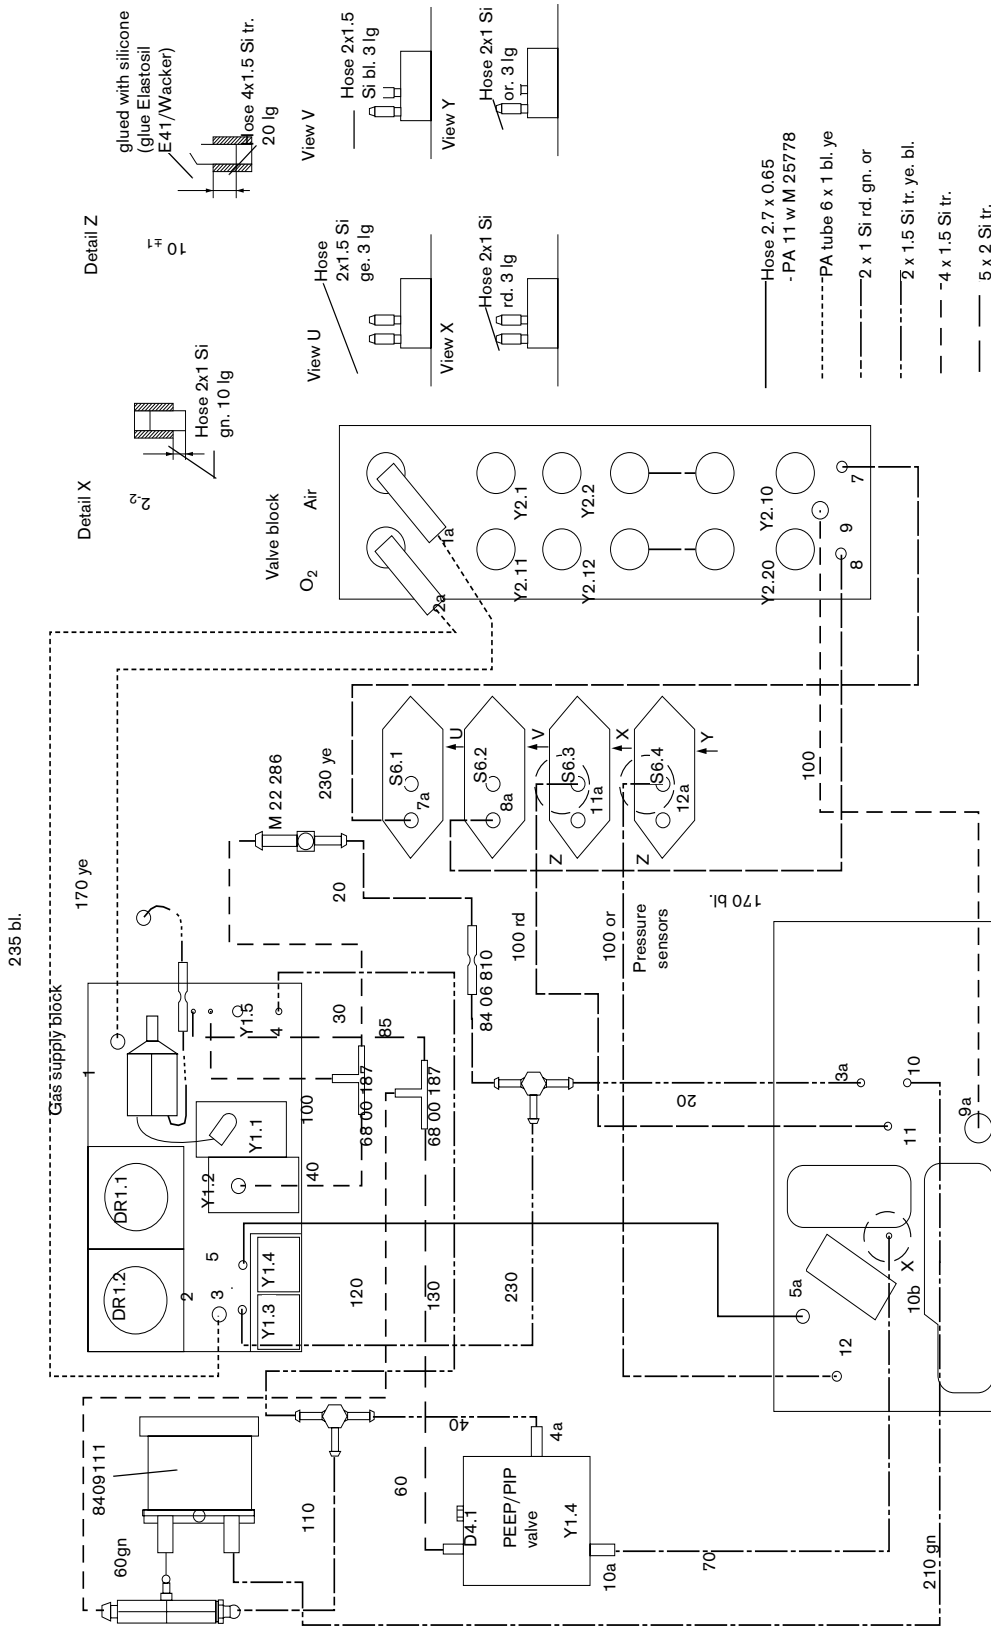 glued with silicone
(glue Elastosil
E41/Wacker)
Hose 4x1.5 Si tr.
20 lg
Detail Z
10 ±1
View V
Hose 2x1.5
Si bl. 3 lg
View Y
Hose 2x1 Si
or. 3 lg
Detail X
2-2
Hose 2x1 Si
gn. 10 lg
View U
Hose
2x1.5 Si
ge. 3 lg
View X
Hose 2x1 Si
rd. 3 lg
Hose 2.7 x 0.65
- PA 11 w M 25778
PA tube 6 x 1 bl. ye
2 x 1 Si rd. gn. or
2 x 1.5 Si tr. ye. bl.
4 x 1.5 Si tr.
5 x 2 Si tr.
Valve block
O2
Air
2a
1a
Y2.11
Y2.1
Y2.12
Y2.2
Y2.20
Y2.10
8
9
7
235 bl.
170 ye
Gas supply block
1
M 22 286
230 ye
S6.1
7a
U
S6.2
8a
V
S6.3
11a
X
Z
S6.4
12a
Y
Z
20
100
170 bl.
84 06 810
100 rd
100 or
Pressure
sensors
DR1.1
DR1.2
Y1.1
Y1.2
Y1.5
4
2
3
5
Y1.4
Y1.3
30
85
100
40
68 00 187
68 00 187
120
130
230
20
3a
10
11
9a
5a
X
10b
12
8409111
60gn
110
40
4a
60
D4.1
PEEP/PIP
valve
Y1.4
10a
70
210 gn